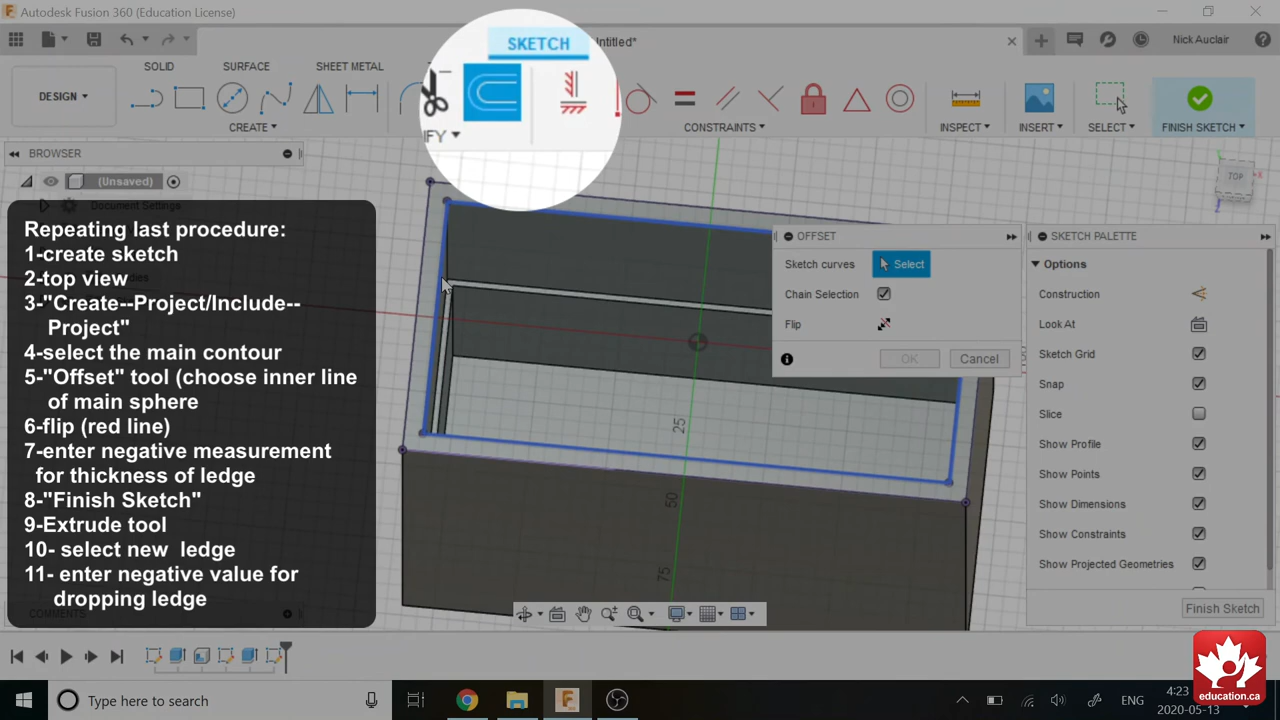 Autodesk Fusion 360 (Education License)
SKETCH
ntitled*
Nick Auclair
SOLID
SURFACE
SHEET METAL
DESIGN
CREATE
IFY
CONSTRAINTS
INSPECT
INSERT
SELECT
FINISH SKETCH
BROWSER
(Unsaved)
Document Settings
TOP
Repeating last procedure:
1-create sketch
2-top view
3-"Create--Project/Include--
Project"
4-select the main contour
5-"Offset" tool (choose inner line
of main sphere
6-flip (red line)
7-enter negative measurement
for thickness of ledge
8-"Finish Sketch"
9-Extrude tool
10- select new ledge
11- enter negative value for
dropping ledge
COMMENTS
OFFSET
Sketch curves
Select
Chain Selection
Flip
OK
Cancel
25
50
75
SKETCH PALETTE
Options
Construction
Look At
Sketch Grid
Snap
Slice
Show Profile
Show Points
Show Dimensions
Show Constraints
Show Projected Geometries
Finish Sketch
education.ca
Type here to search
ENG
4:23
2020-05-13